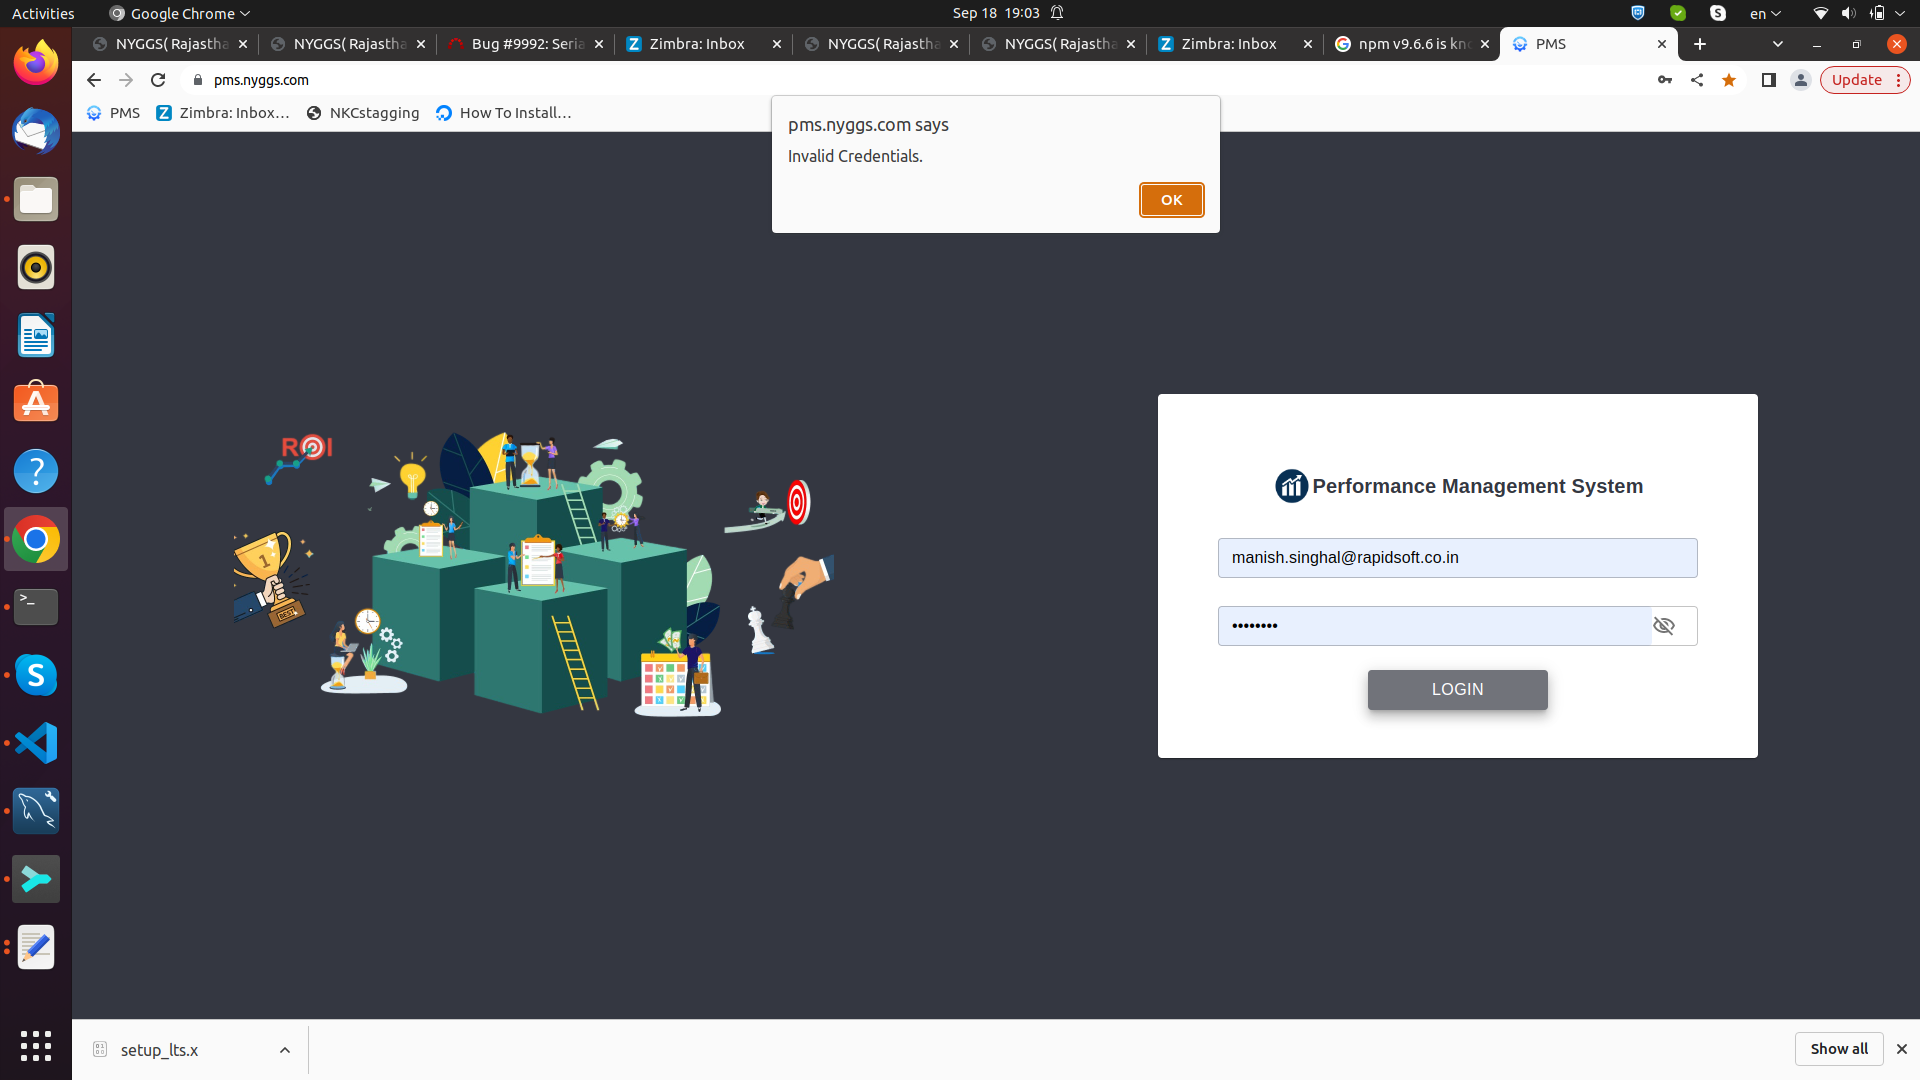 Activities
Google Chrome
Sep 18 19:03
en
NYGGS( Rajastha
NYGGS( Rajastha
Bug #9992: Seria
Zimbra: Inbox
NYGGS( Rajastha
NYGGS( Rajastha
Zimbra: Inbox
npm v9.6.6 is kno
PMS
pms.nyggs.com
Update
PMS
Zimbra: Inbox...
NKCstagging
How To Install...
pms.nyggs.com says
Invalid Credentials.
OK
ROI
1
BEST
Performance Management System
manish.singhal@rapidsoft.co.in
••••••••
LOGIN
setup_lts.x
Show all